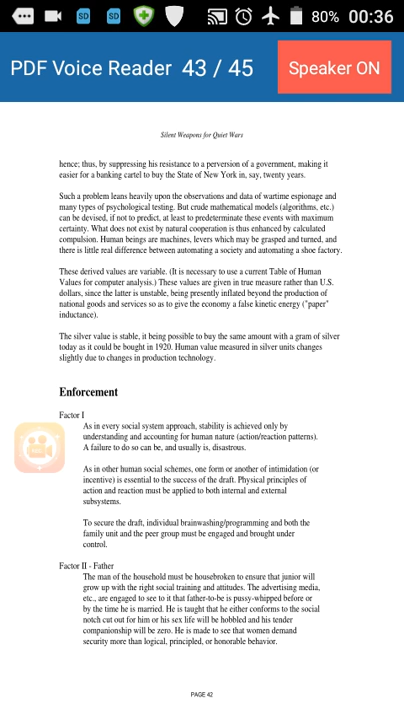 SD SD 80% 00:36
PDF Voice Reader 43 / 45 Speaker ON
Silent Weapons for Quiet Wars
hence; thus, by suppressing his resistance to a perversion of a government, making it
easier for a banking cartel to buy the State of New York in, say, twenty years.
Such a problem leans heavily upon the observations and data of wartime espionage and
many types of psychological testing. But crude mathematical models (algorithms, etc.)
can be devised, if not to predict, at least to predeterminate these events with maximum
certainty. What does not exist by natural cooperation is thus enhanced by calculated
compulsion. Human beings are machines, levers which may be grasped and turned, and
there is little real difference between automating a society and automating a shoe factory.
These derived values are variable. (It is necessary to use a current Table of Human
Values for computer analysis.) These values are given in true measure rather than U.S.
dollars, since the latter is unstable, being presently inflated beyond the production of
national goods and services so as to give the economy a false kinetic energy ("paper"
inductance).
The silver value is stable, it being possible to buy the same amount with a gram of silver
today as it could be bought in 1920. Human value measured in silver units changes
slightly due to changes in production technology.
Enforcement
Factor I
As in every social system approach, stability is achieved only by
understanding and accounting for human nature (action/reaction patterns).
A failure to do so can be, and usually is, disastrous.
As in other human social schemes, one form or another of intimidation (or
incentive) is essential to the success of the draft. Physical principles of
action and reaction must be applied to both internal and external
subsystems.
To secure the draft, individual brainwashing/programming and both the
family unit and the peer group must be engaged and brought under
control.
Factor II - Father
The man of the household must be housebroken to ensure that junior will
grow up with the right social training and attitudes. The advertising media,
etc., are engaged to see to it that father-to-be is pussy-whipped before or
by the time he is married. He is taught that he either conforms to the social
notch cut out for him or his sex life will be hobbled and his tender
companionship will be zero. He is made to see that women demand
security more than logical, principled, or honorable behavior.
PAGE 42